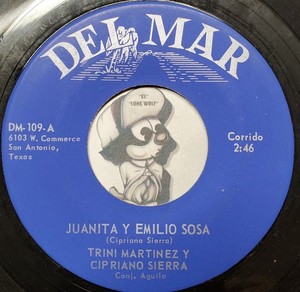 DEL MAR
"EL"
"LONE WOLF"
DM-109-A
6103 W. Commerce
San Antonio,
Texas
Corrido
2:46
JUANITA Y EMILIO SOSA
(Cipriano Sierra)
TRINI MARTINEZ Y
CIPRIANO SIERRA
Conj. Aguila